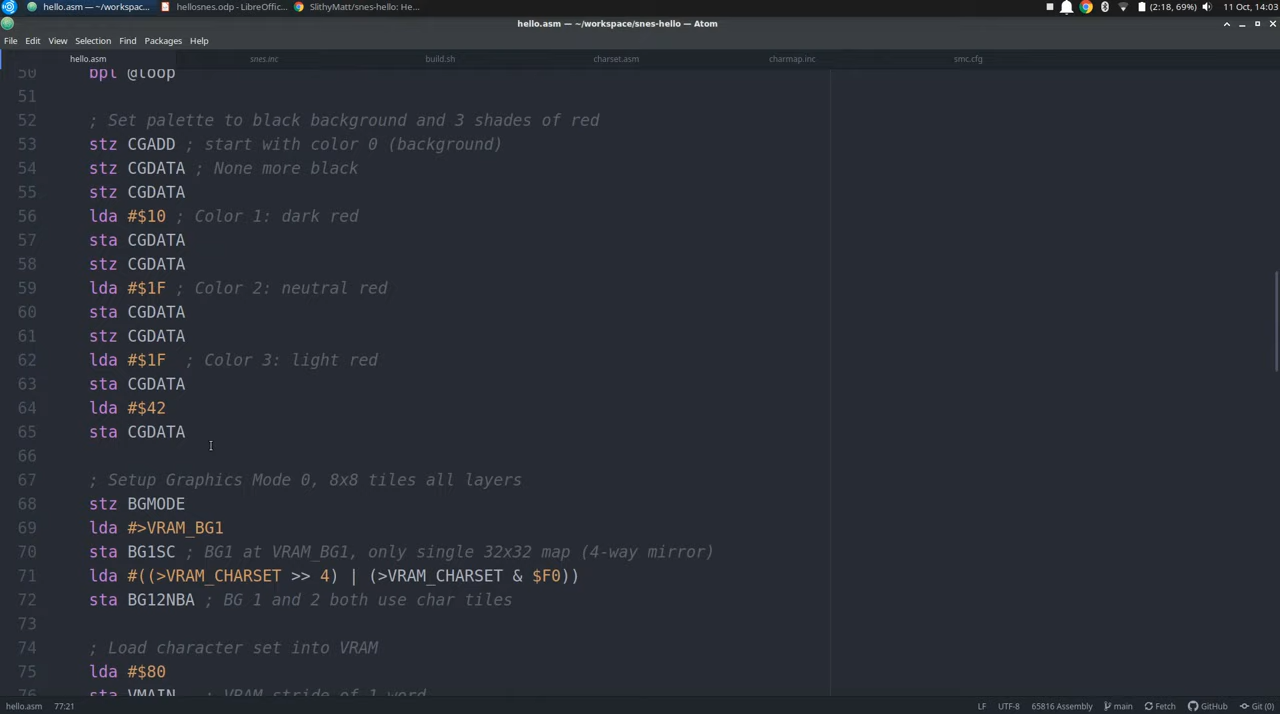 hello.asm — ~/workspac... hellosnes.odp - LibreOffic... SlithyMatt/snes-hello: He... (2:18, 69%) 11 Oct, 14:03
hello.asm — ~/workspace/snes-hello — Atom
File Edit View Selection Find Packages Help
hello.asm snes.inc build.sh charset.asm charmap.inc smc.cfg
50 bpl @loop
51
52 ; Set palette to black background and 3 shades of red
53 stz CGADD ; start with color 0 (background)
54 stz CGDATA ; None more black
55 stz CGDATA
56 lda #$10 ; Color 1: dark red
57 sta CGDATA
58 stz CGDATA
59 lda #$1F ; Color 2: neutral red
60 sta CGDATA
61 stz CGDATA
62 lda #$1F  ; Color 3: light red
63 sta CGDATA
64 lda #$42
65 sta CGDATA
66
67 ; Setup Graphics Mode 0, 8x8 tiles all layers
68 stz BGMODE
69 lda #>VRAM_BG1
70 sta BG1SC ; BG1 at VRAM_BG1, only single 32x32 map (4-way mirror)
71 lda #((>VRAM_CHARSET >> 4) | (>VRAM_CHARSET & $F0))
72 sta BG12NBA ; BG 1 and 2 both use char tiles
73
74 ; Load character set into VRAM
75 lda #$80
76 sta VMAIN   ; VRAM stride of 1 word
hello.asm 77:21 LF UTF-8 65816 Assembly main Fetch GitHub Git (0)